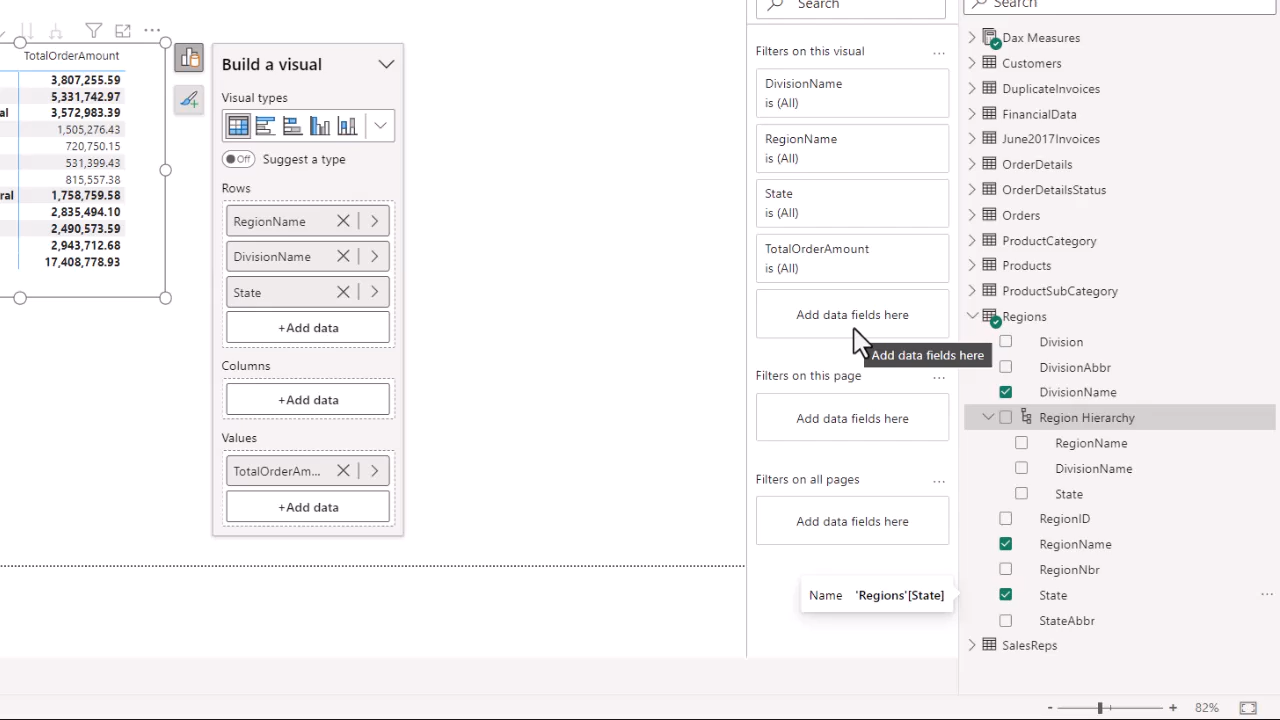 TotalOrderAmount
3,807,255.59
5,331,742.97
al 3,572,983.39
1,505,276.43
720,750.15
531,399.43
815,557.38
ral 1,758,759.58
2,835,494.10
2,490,573.59
2,943,712.68
17,408,778.93
Build a visual
Visual types
Off Suggest a type
Rows
RegionName
DivisionName
State
+Add data
Columns
+Add data
Values
TotalOrderAm...
+Add data
Search
Filters on this visual
DivisionName
is (All)
RegionName
is (All)
State
is (All)
TotalOrderAmount
is (All)
Add data fields here
Add data fields here
Filters on this page
Add data fields here
Filters on all pages
Add data fields here
Name 'Regions'[State]
Search
Dax Measures
Customers
DuplicateInvoices
FinancialData
June2017Invoices
OrderDetails
OrderDetailsStatus
Orders
ProductCategory
Products
ProductSubCategory
Regions
Division
DivisionAbbr
DivisionName
Region Hierarchy
RegionName
DivisionName
State
RegionID
RegionName
RegionNbr
State
StateAbbr
SalesReps
- + 82%